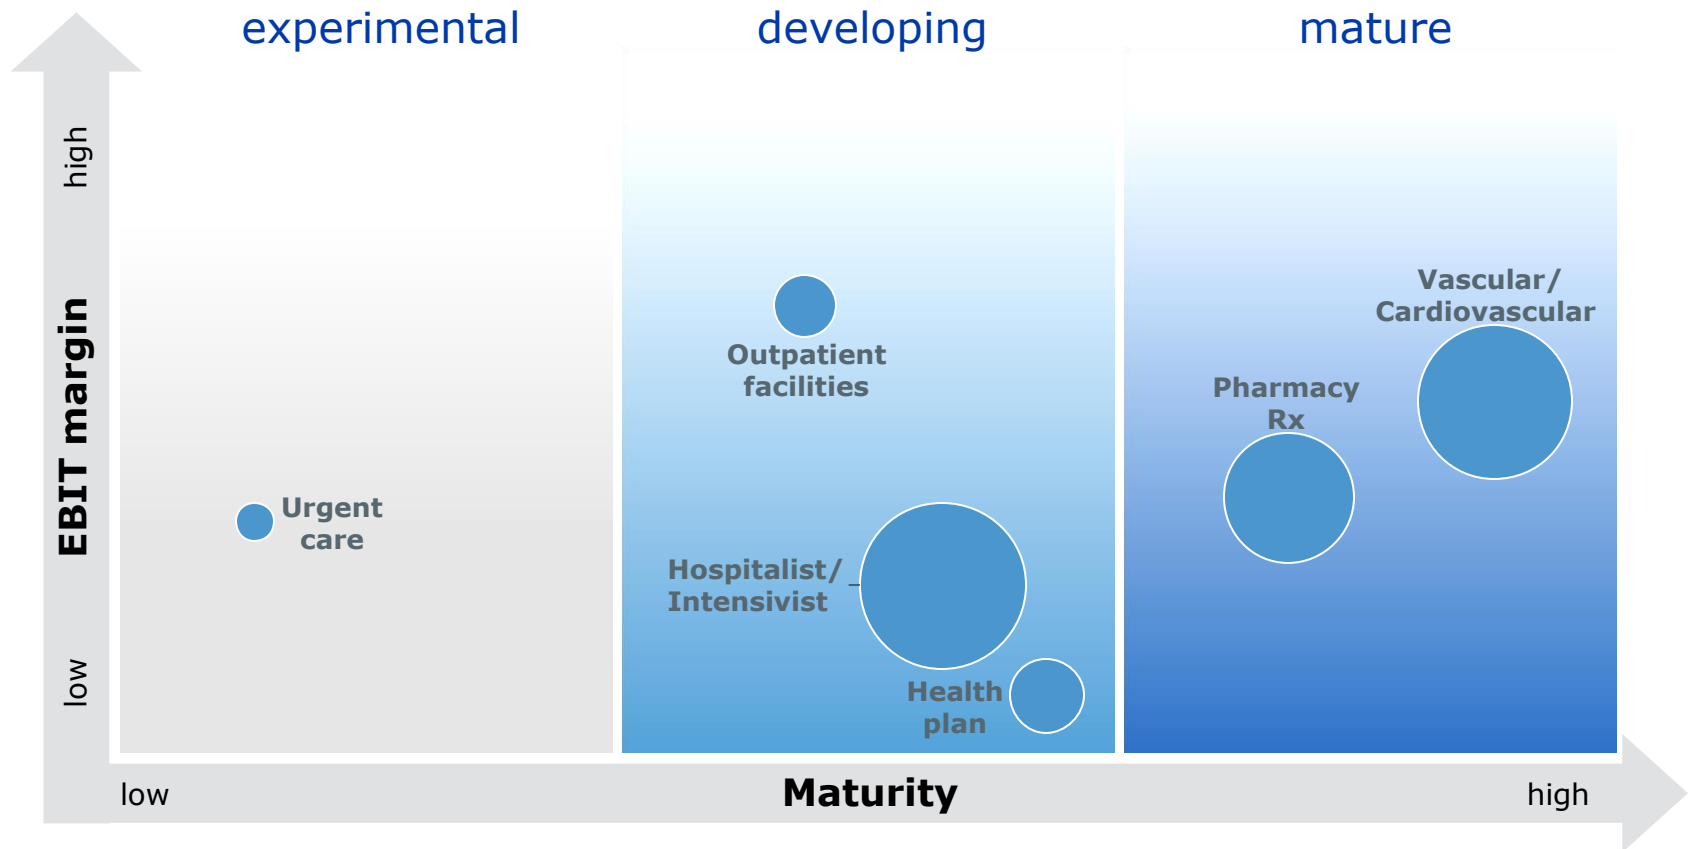 experimental
developing
mature
high
EBIT margin
low
Vascular/
Cardiovascular
Outpatient
facilities
Pharmacy
Rx
Urgent
care
Hospitalist/
Intensivist
Health
plan
low
Maturity
high